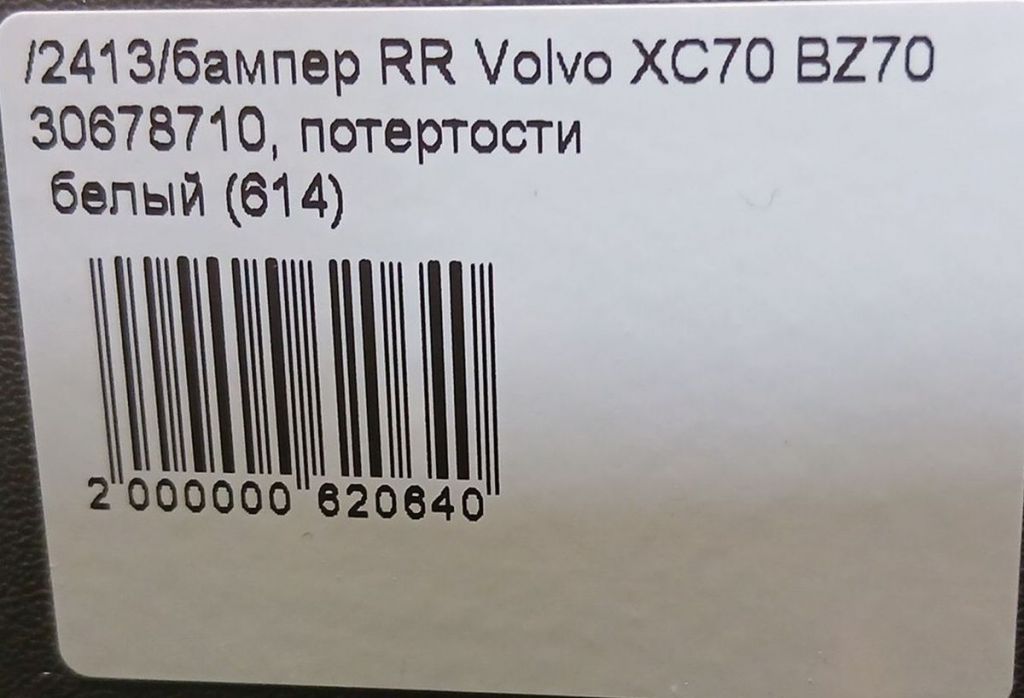 /2413/бампер RR Volvo XC70 BZ70
30678710, потертости
белый (614)
2 000000 620640